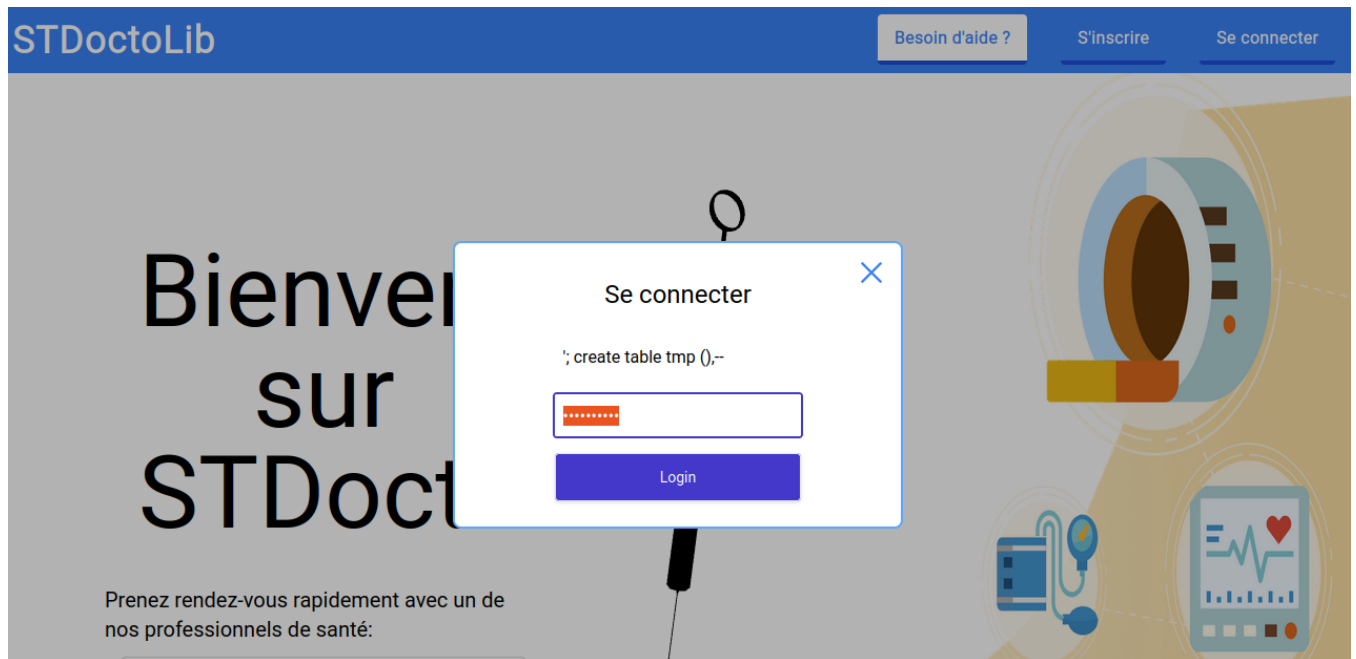 STDoctoLib
Besoin d'aide ?
S'inscrire
Se connecter
Bienve
sur
STDoct
Se connecter
'; create table tmp (),--
••••••••••
Login
Prenez rendez-vous rapidement avec un de
nos professionnels de santé: